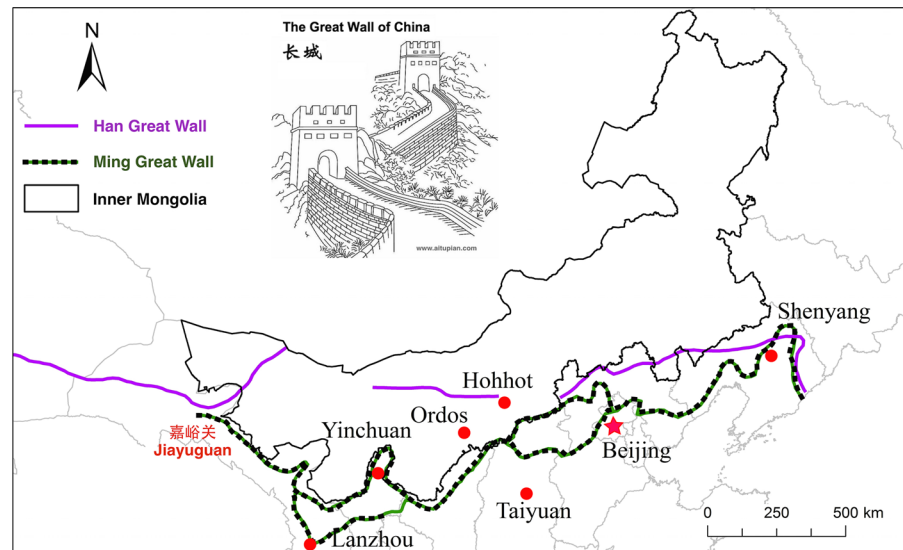 The Great Wall of China
长城
N
Han Great Wall
Ming Great Wall
Inner Mongolia
www.aitupian.com
Shenyang
Hohhot
Ordos
嘉峪关
Jiayuguan
Yinchuan
Beijing
Taiyuan
Lanzhou
0 250 500 km